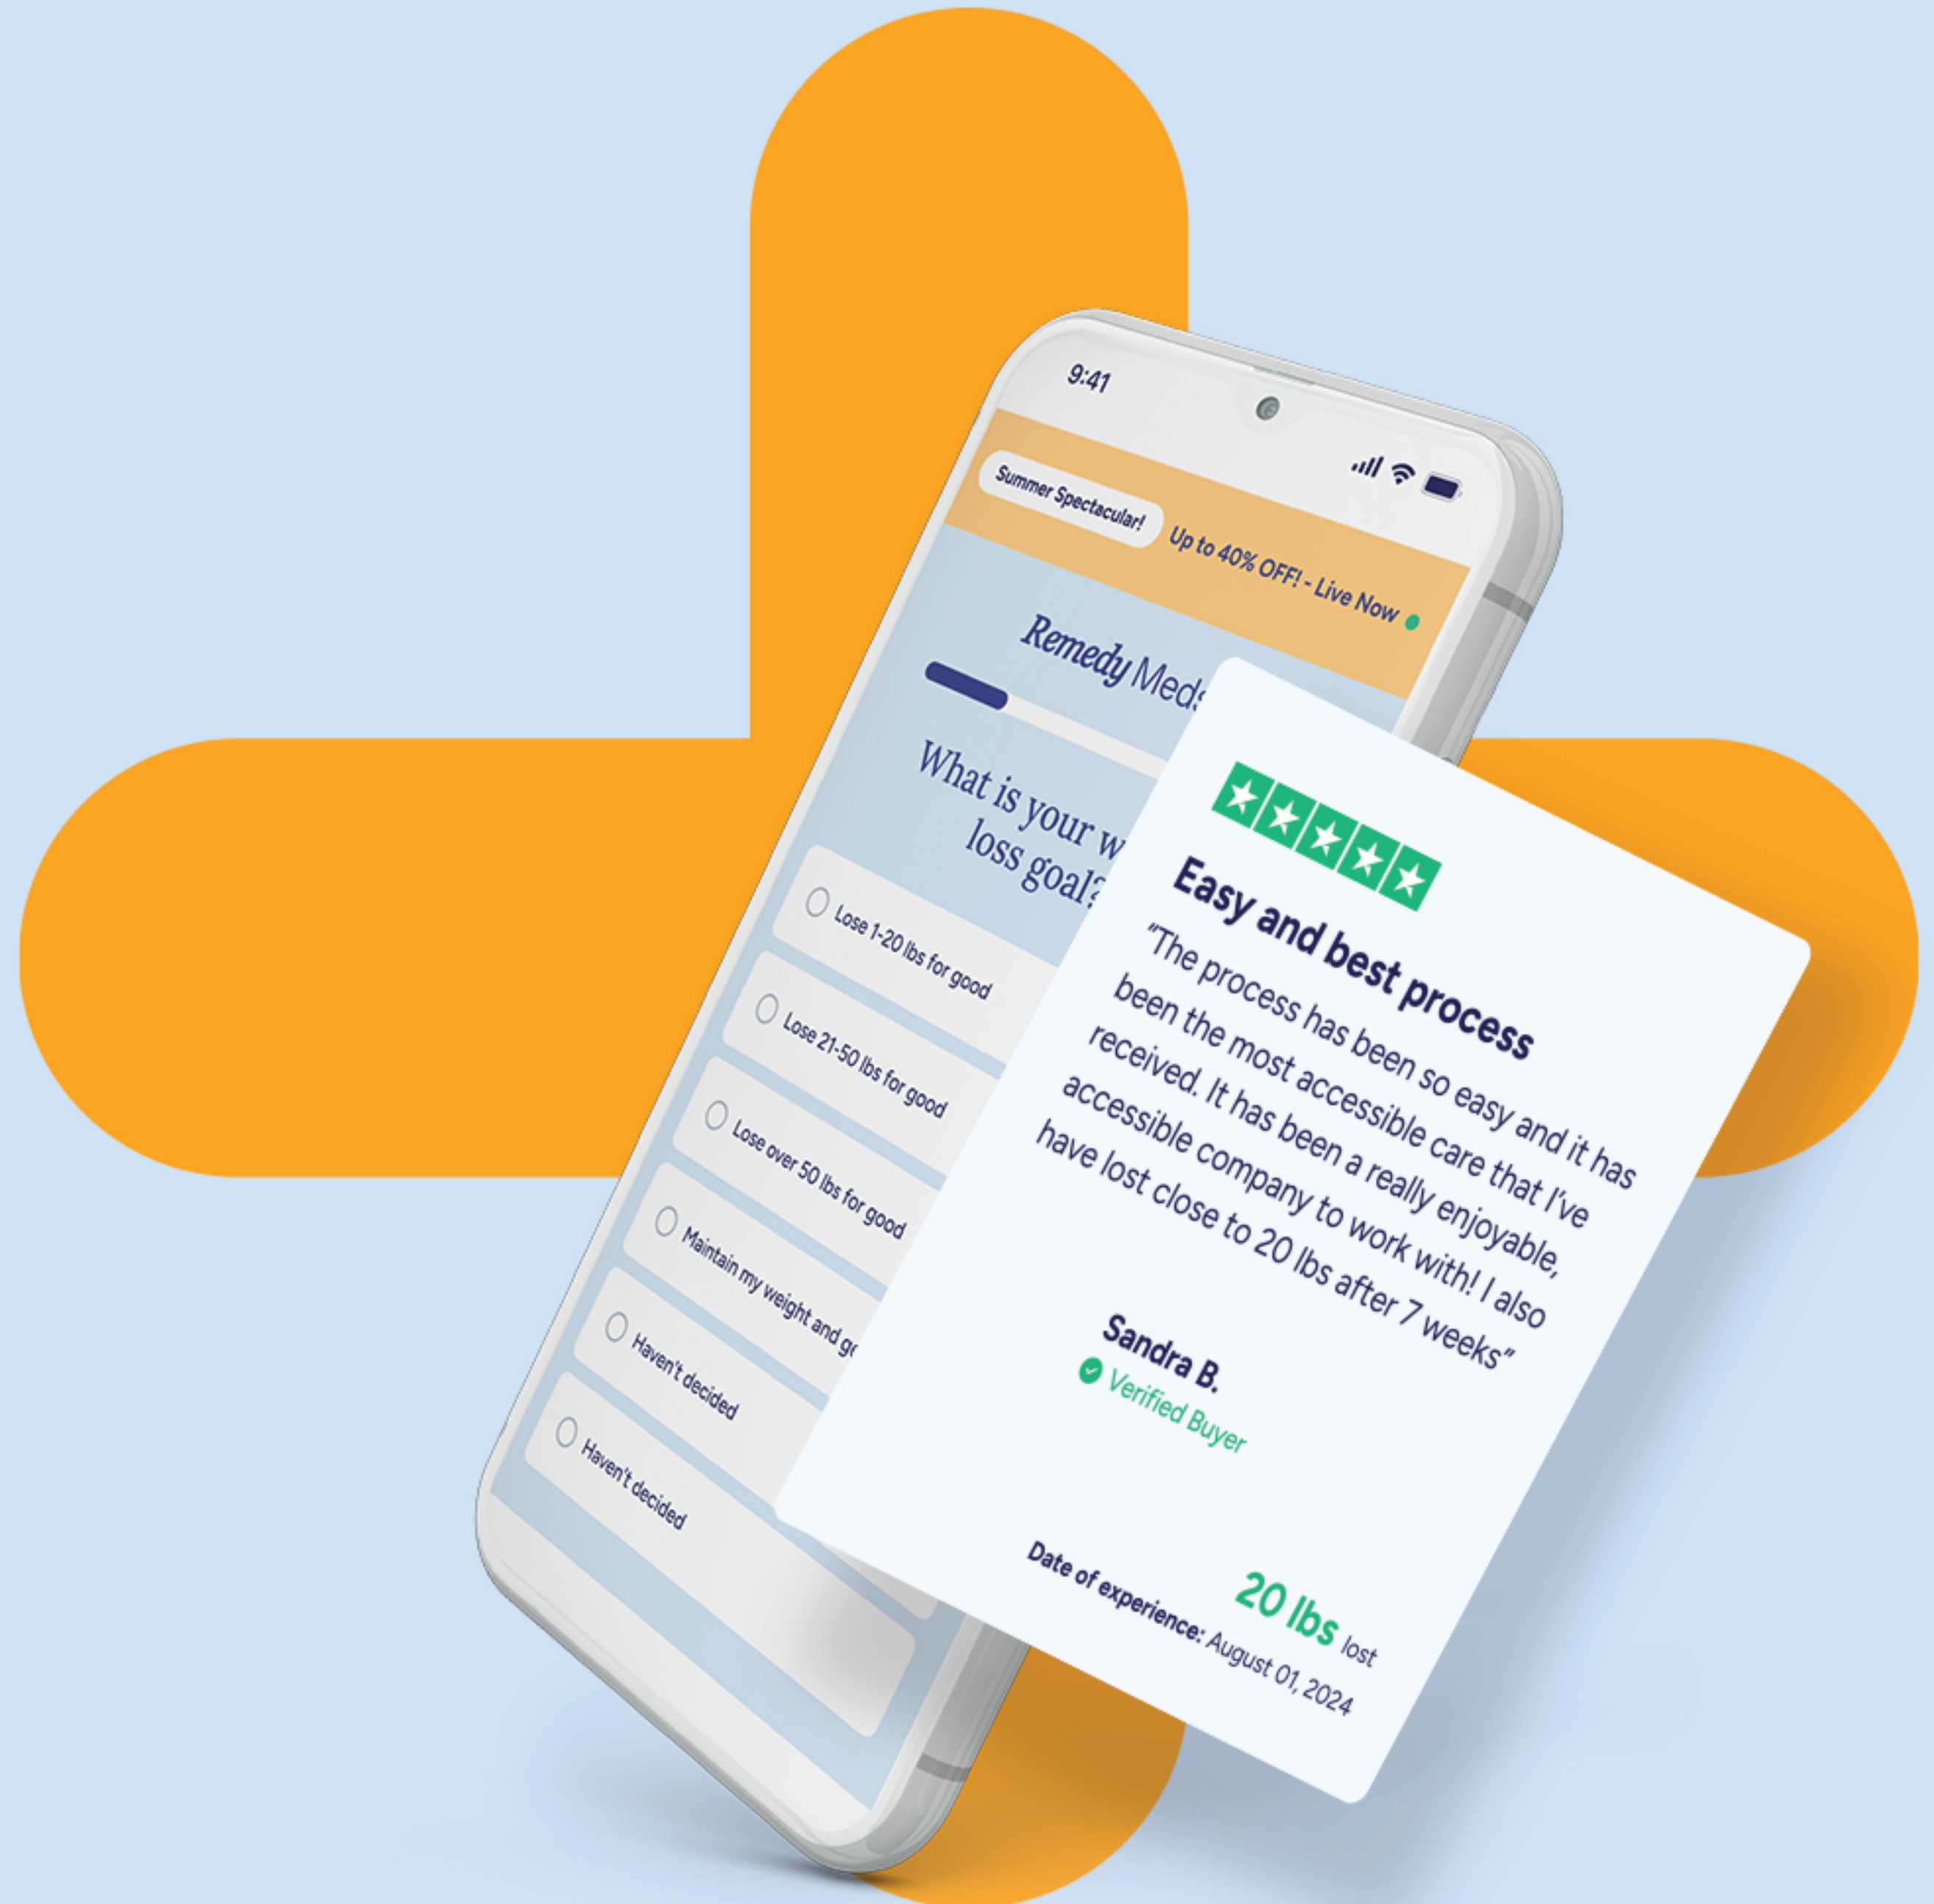 9:41
Summer Spectacular! Up to 40% OFF! - Live Now
Remedy Meds
What is your
loss goal?
Lose 1-20 lbs for good
Lose 21-50 lbs for good
Lose over 50 lbs for good
Maintain my weight and
Haven't decided
Haven't decided
Easy and best process
“The process has been so easy and it has
been the most accessible care that I’ve
received. It has been a really enjoyable,
accessible company to work with! I also
have lost close to 20 lbs after 7 weeks”
Sandra B.
Verified Buyer
20 lbs lost
Date of experience: August 01, 2024